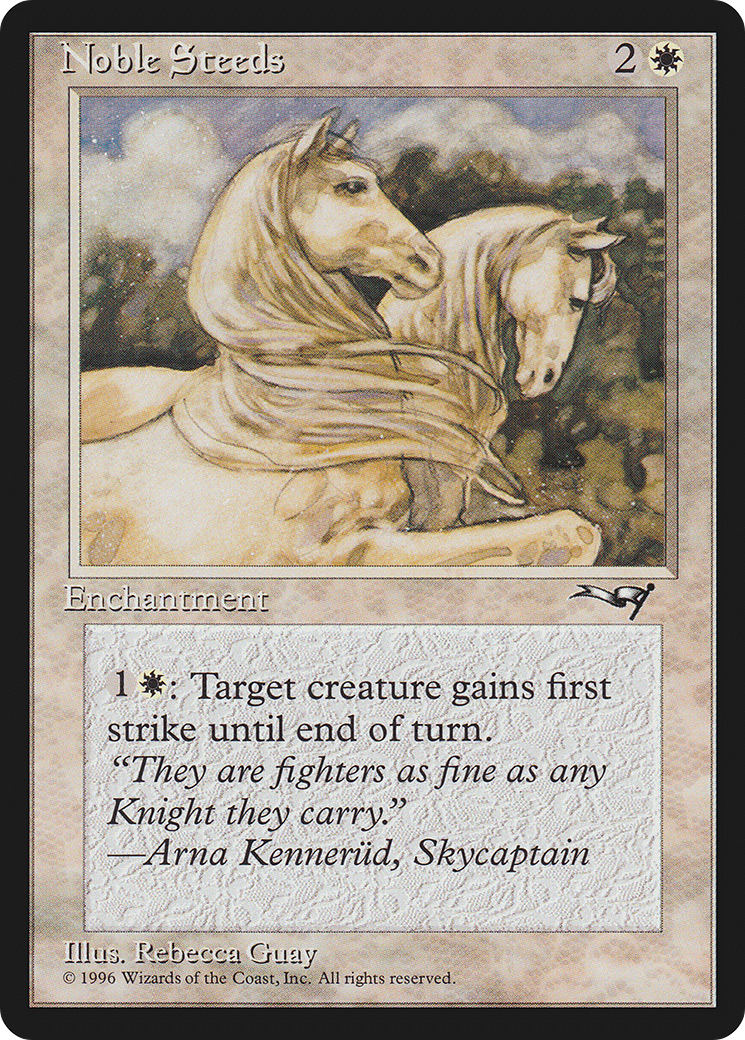 Noble Steeds 2
Enchantment
1 : Target creature gains first
strike until end of turn.
“They are fighters as fine as any
Knight they carry.”
—Arna Kennerüd, Skycaptain
Illus. Rebecca Guay
© 1996 Wizards of the Coast, Inc. All rights reserved.